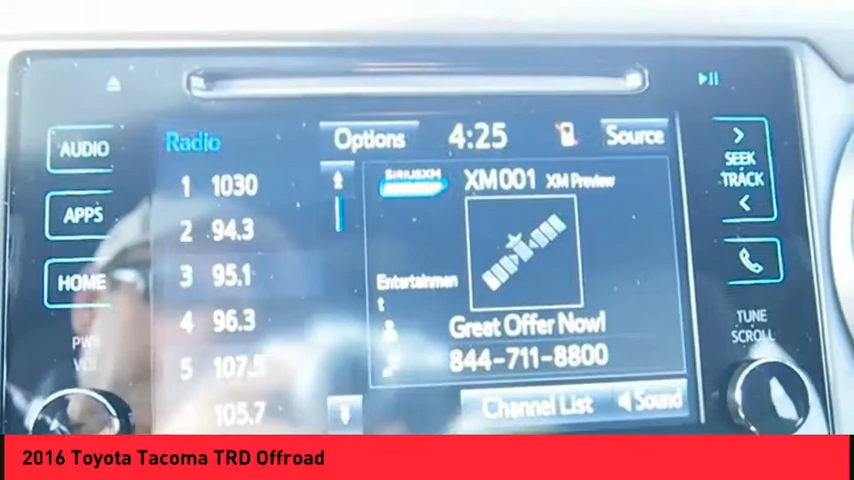 AUDIO
APPS
HOME
PWR
VOL
Radio
1 1030
2 94.3
3 95.1
4 96.3
5 107.5
105.7
Options
4:25
Source
SIRIUSXM
XM001 XM Preview
Entertainmen
t
Great Offer Now!
844-711-8800
Channel List
Sound
SEEK
TRACK
TUNE
SCROLL
2016 Toyota Tacoma TRD Offroad